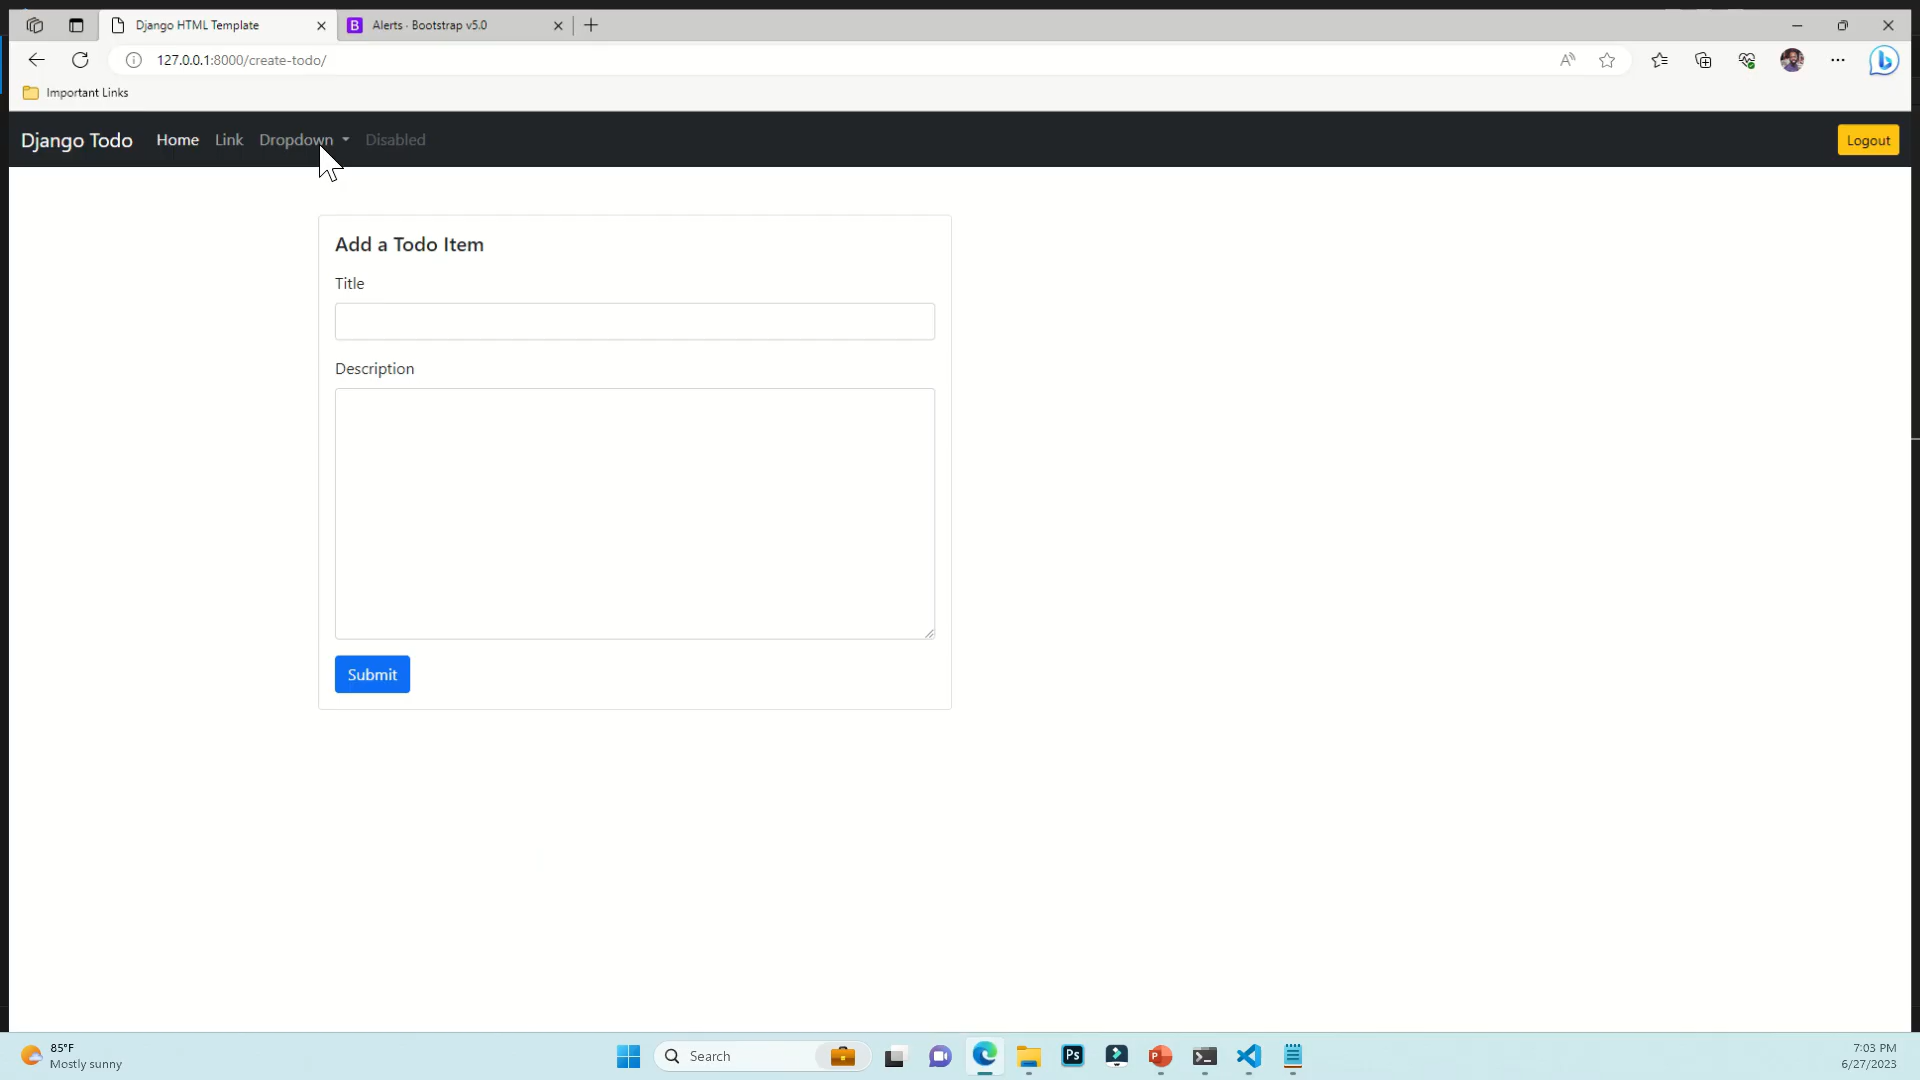 Django HTML Template
B Alerts · Bootstrap v5.0
127.0.0.1:8000/create-todo/
Important Links
Django Todo Home Link Dropdown Disabled Logout
Add a Todo Item
Title
Description
Submit
85°F
Mostly sunny
Search
Ps
P
7:03 PM
6/27/2023